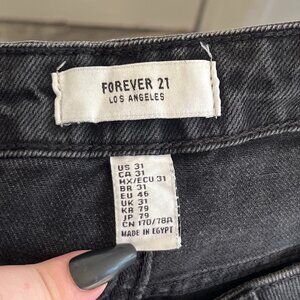 FOREVER 21
LOS ANGELES
US 31
CA 31
MX/ECU 31
BR 31
EU 46
UK 31
KR 79
JP 79
CN 170/78A
MADE IN EGYPT